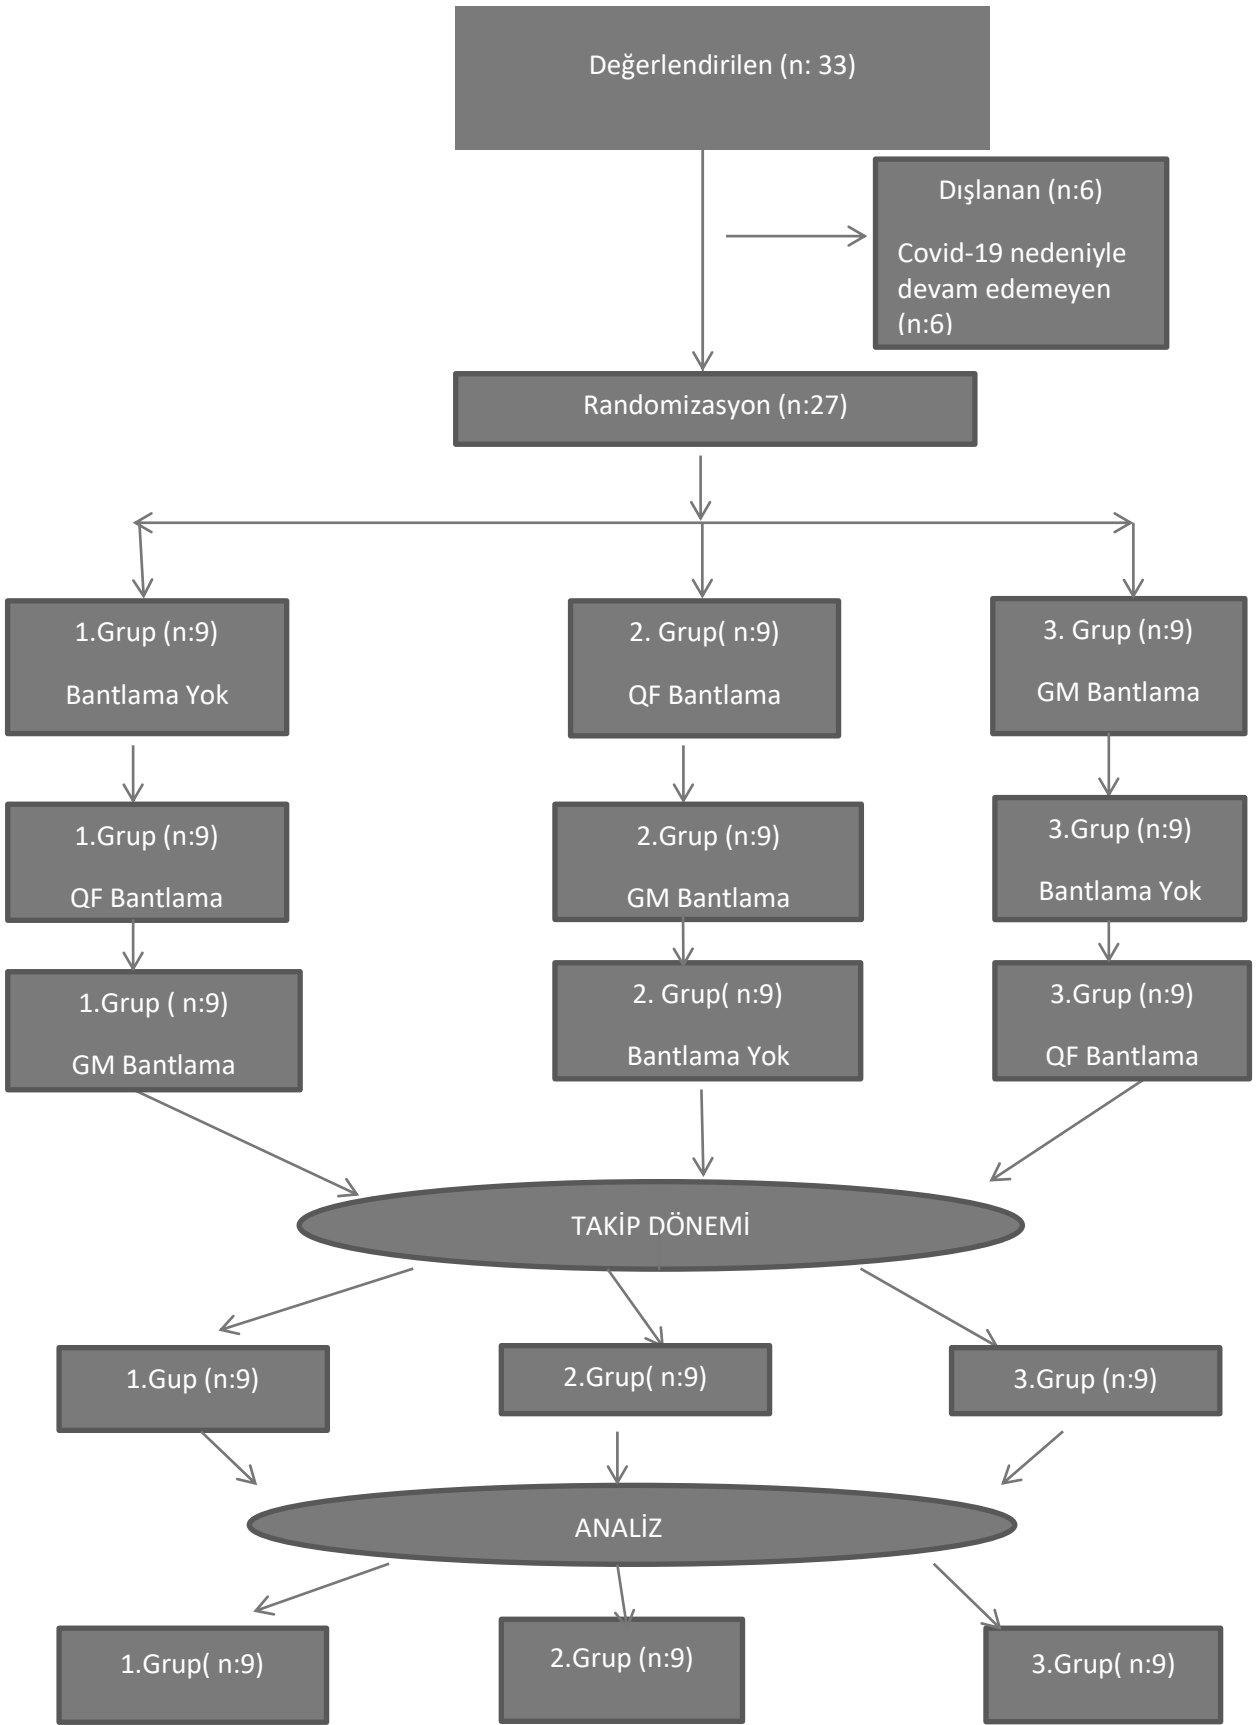 Değerlendirilen (n: 33)
Dışlanan (n:6)
Covid-19 nedeniyle
devam edemeyen
(n:6)
Randomizasyon (n:27)
1.Grup (n:9)
Bantlama Yok
2. Grup( n:9)
QF Bantlama
3. Grup (n:9)
GM Bantlama
1.Grup (n:9)
QF Bantlama
2.Grup (n:9)
GM Bantlama
3.Grup (n:9)
Bantlama Yok
1.Grup ( n:9)
GM Bantlama
2. Grup( n:9)
Bantlama Yok
3.Grup (n:9)
QF Bantlama
TAKİP DÖNEMİ
1.Gup (n:9)
2.Grup( n:9)
3.Grup (n:9)
ANALİZ
1.Grup( n:9)
2.Grup (n:9)
3.Grup( n:9)